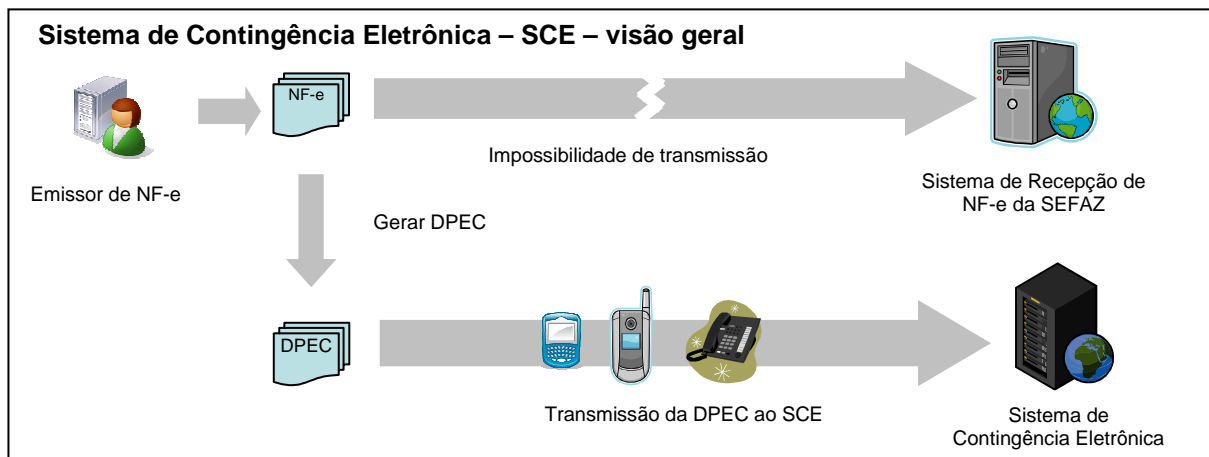 Sistema de Contingência Eletrônica – SCE – visão geral
NF-e
Impossibilidade de transmissão
Emissor de NF-e
Sistema de Recepção de
NF-e da SEFAZ
Gerar DPEC
DPEC
Transmissão da DPEC ao SCE
Sistema de
Contingência Eletrônica